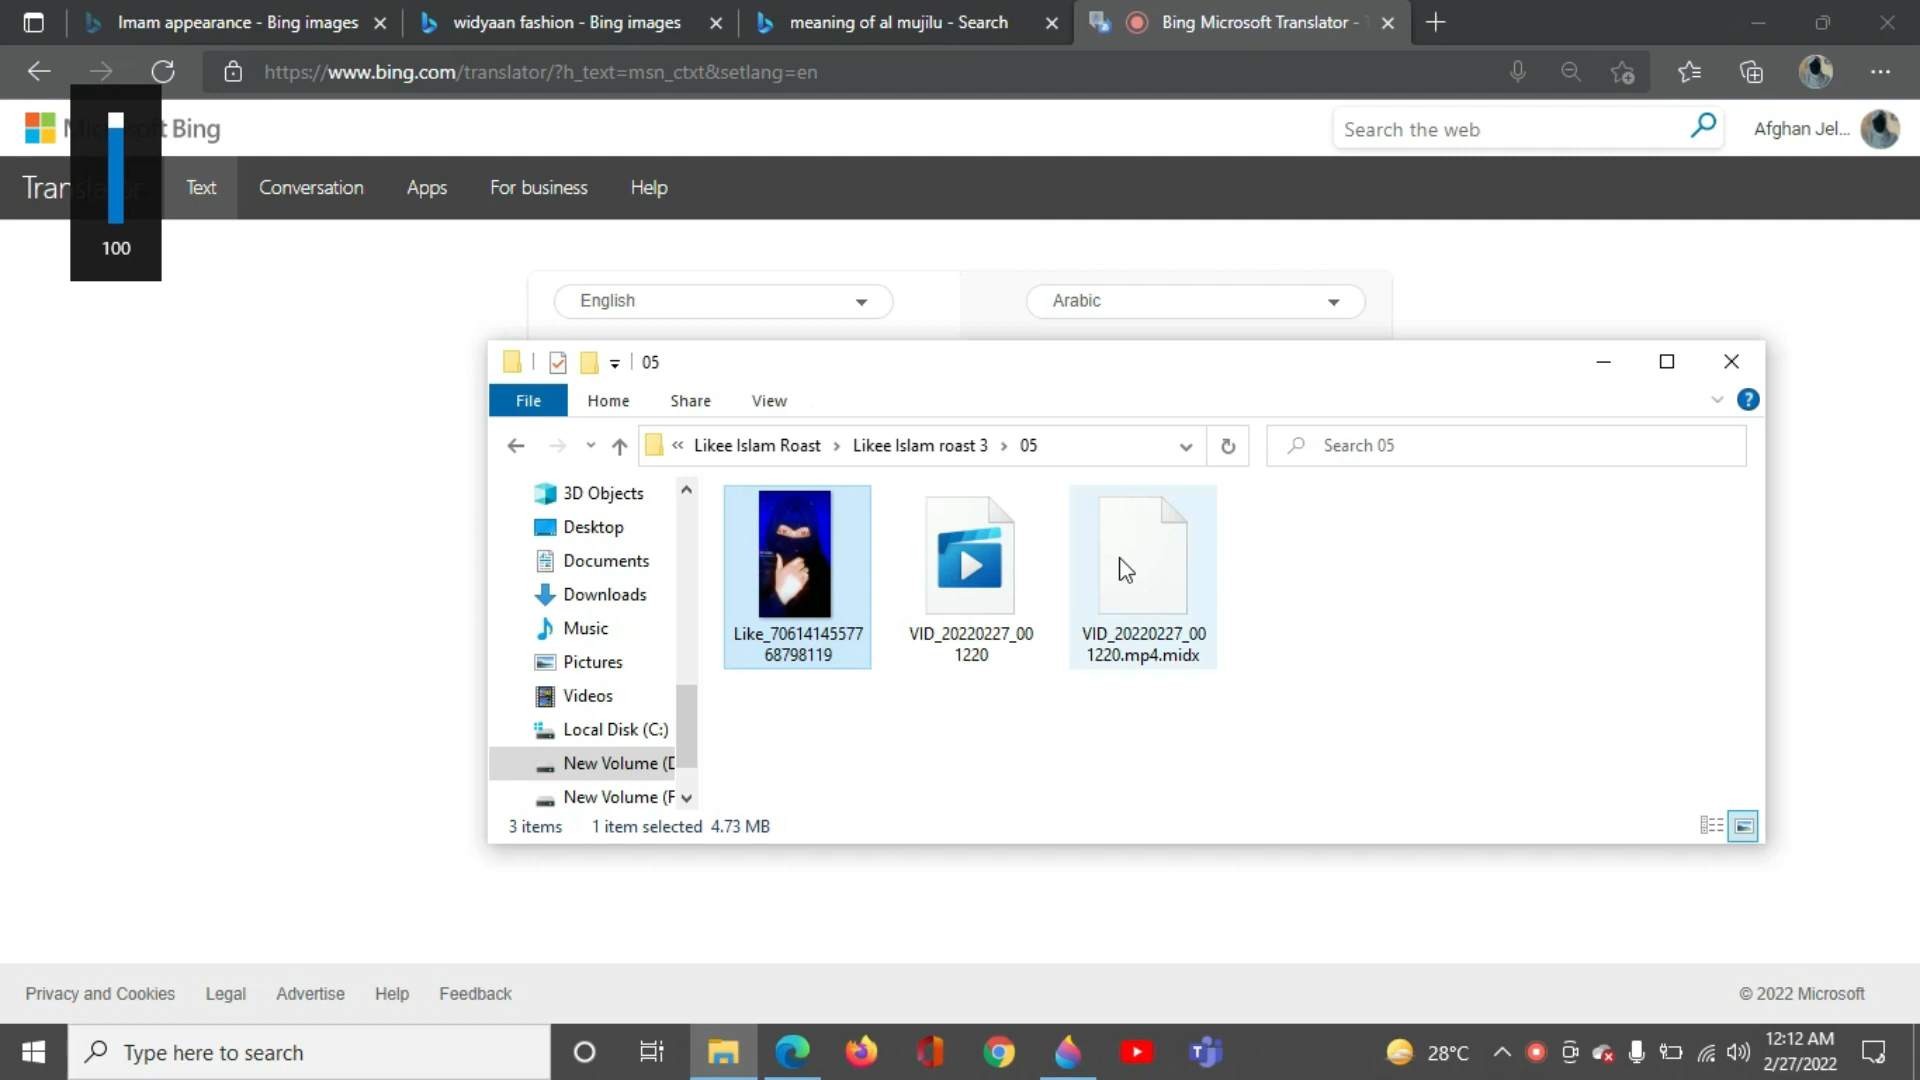 Imam appearance - Bing images
widyaan fashion - Bing images
meaning of al mujilu - Search
Bing Microsoft Translator -
https://www.bing.com/translator/?h_text=msn_ctxt&setlang=en
Microsoft Bing
Search the web
Afghan Jel...
Translator
Text
Conversation
Apps
For business
Help
100
English
Arabic
05
File
Home
Share
View
?
« Likee Islam Roast › Likee Islam roast 3 › 05
Search 05
3D Objects
Desktop
Documents
Downloads
Music
Pictures
Videos
Local Disk (C:)
New Volume (D
New Volume (F
Like_70614145577
68798119
VID_20220227_00
1220
VID_20220227_00
1220.mp4.midx
3 items
1 item selected 4.73 MB
Privacy and Cookies
Legal
Advertise
Help
Feedback
© 2022 Microsoft
Type here to search
28°C
12:12 AM
2/27/2022